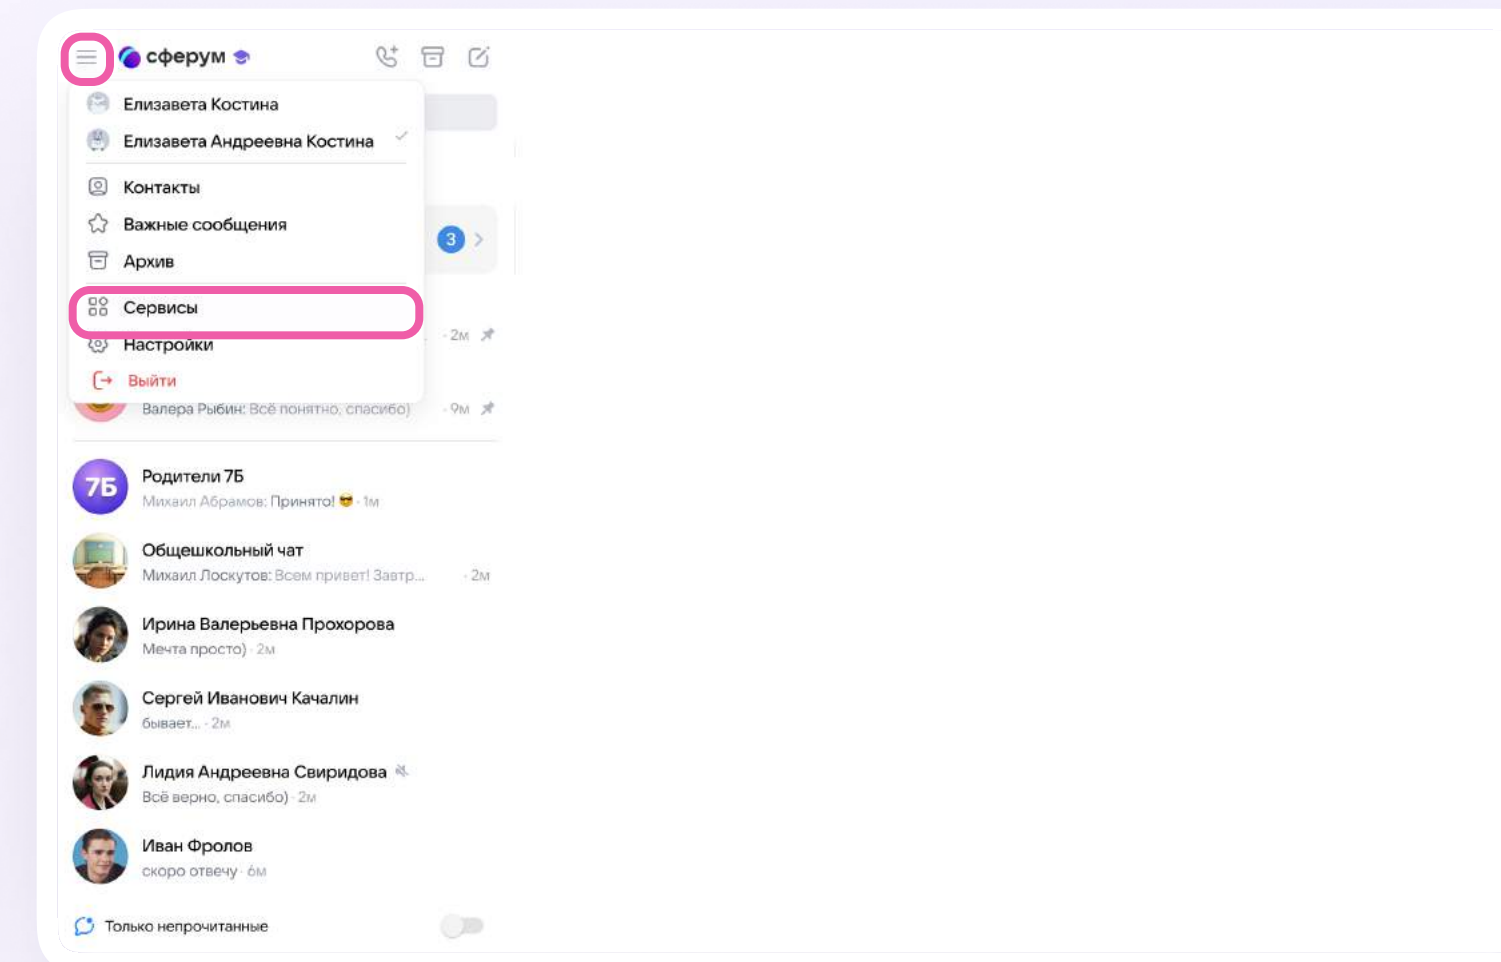 сферум
Елизавета Костина
Елизавета Андреевна Костина
Контакты
Важные сообщения
3
Архив
Сервисы
· 2м
Настройки
Выйти
Валера Рыбин: Всё понятно, спасибо) · 9м
7Б
Родители 7Б
Михаил Абрамов: Принято! 😎 · 1м
Общешкольный чат
Михаил Лоскутов: Всем привет! Завтр... · 2м
Ирина Валерьевна Прохорова
Мечта просто) · 2м
Сергей Иванович Качалин
бывает... · 2м
Лидия Андреевна Свиридова
Всё верно, спасибо) · 2м
Иван Фролов
скоро отвечу · 6м
Только непрочитанные